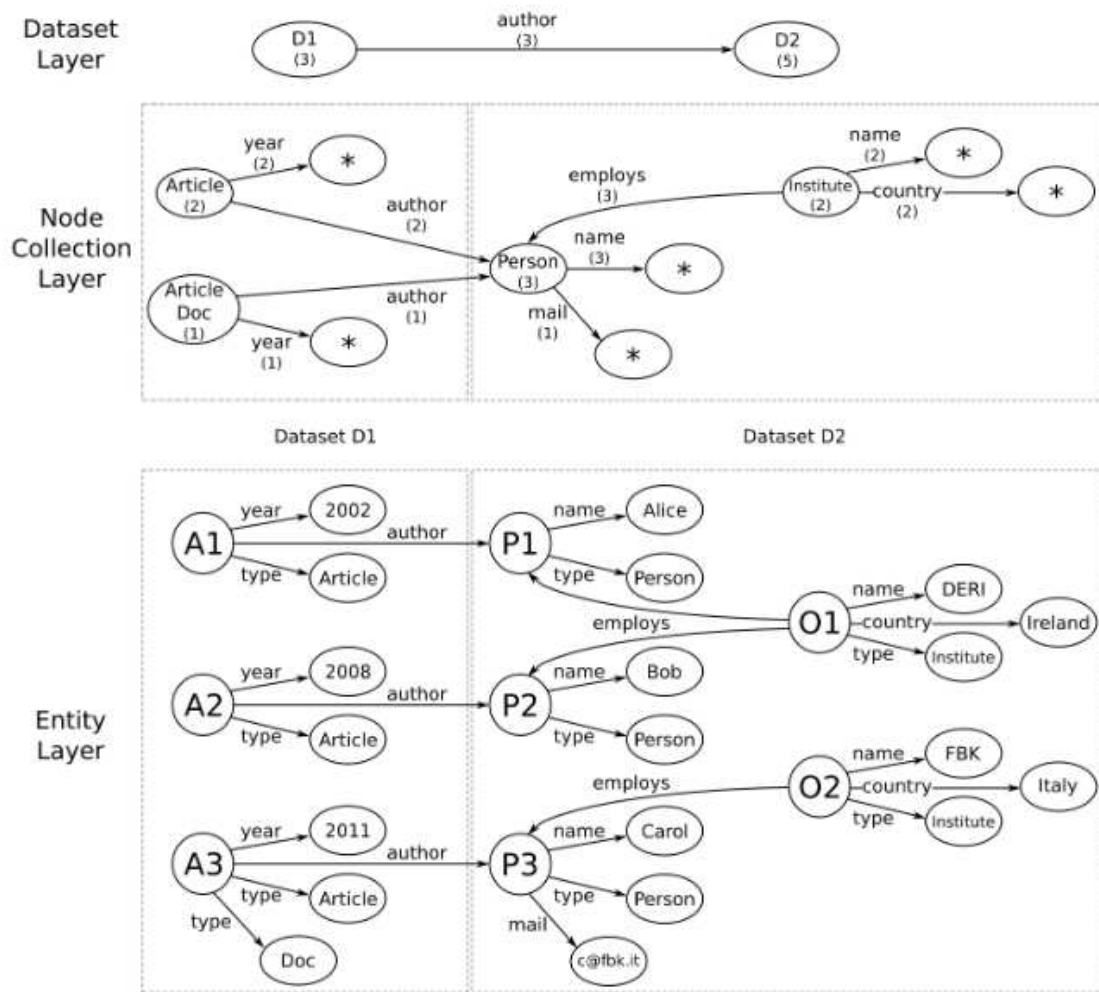 Dataset
Layer
D1
(3)
author
(3)
D2
(5)
Node
Collection
Layer
Article
(2)
year
(2)
*
author
(2)
Article
Doc
(1)
author
(1)
year
(1)
*
Person
(3)
employs
(3)
name
(3)
*
mail
(1)
*
Institute
(2)
name
(2)
*
country
(2)
*
Dataset D1
Dataset D2
Entity
Layer
A1
year
2002
author
type
Article
P1
name
Alice
type
Person
employs
O1
name
DERI
country
Ireland
type
Institute
A2
year
2008
author
type
Article
P2
name
Bob
type
Person
employs
O2
name
FBK
country
Italy
type
Institute
A3
year
2011
author
type
Article
type
Doc
P3
name
Carol
type
Person
mail
c@fbk.it